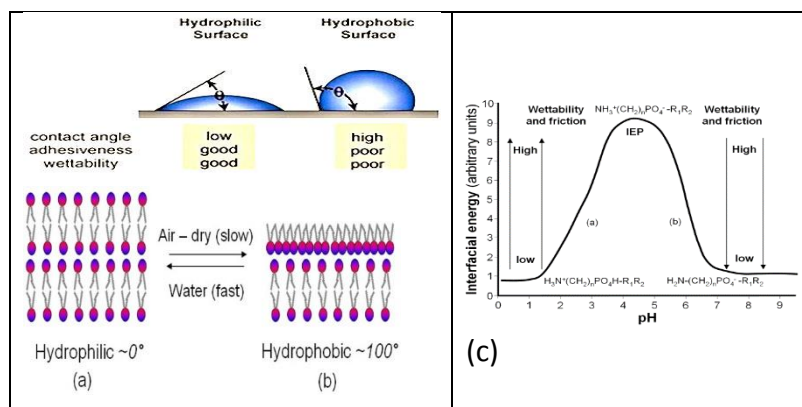 Hydrophilic Surface
Hydrophobic Surface
θ
θ
contact angle low high
adhesiveness good poor
wettability good poor
Air – dry (slow)
Water (fast)
Hydrophilic ~0°
(a)
Hydrophobic ~100°
(b)
Interfacial energy (arbitrary units)
10
9
8
7
6
5
4
3
2
1
0
Wettability and friction
High
low
NH₃⁺(CH₂)ₙPO₄⁻-R₁R₂
IEP
Wettability and friction
High
low
(a)
(b)
H₃N⁺(CH₂)ₙPO₄H-R₁R₂
H₂N-(CH₂)ₙPO₄⁻-R₁R₂
0 1 2 3 4 5 6 7 8 9
pH
(c)